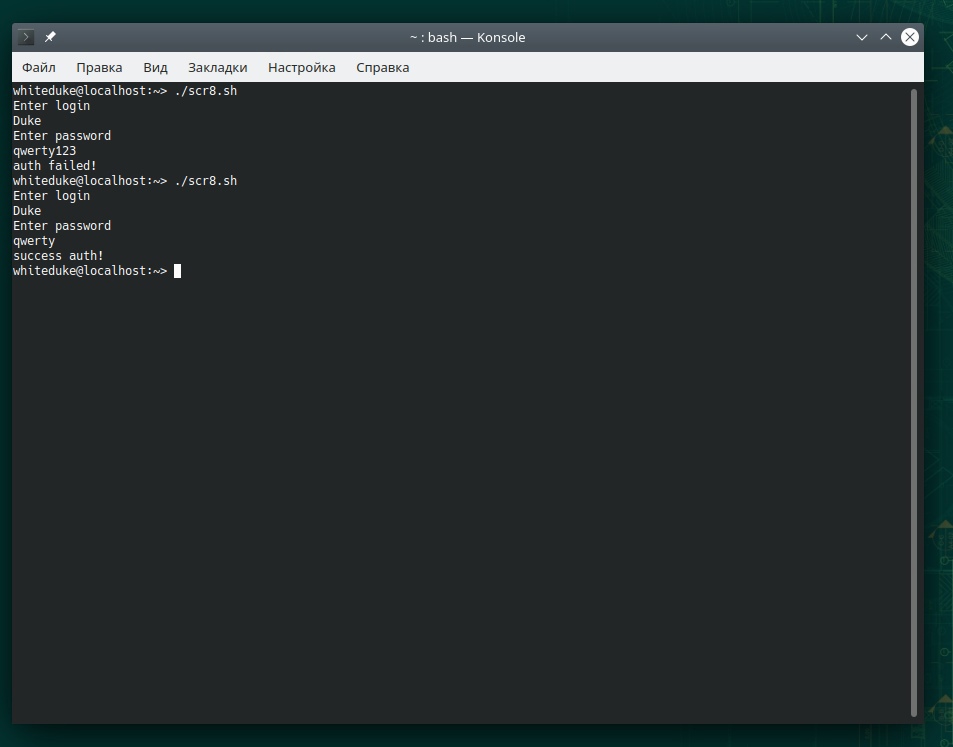 ~ : bash — Konsole
Файл Правка Вид Закладки Настройка Справка
whiteduke@localhost:~> ./scr8.sh
Enter login
Duke
Enter password
qwerty123
auth failed!
whiteduke@localhost:~> ./scr8.sh
Enter login
Duke
Enter password
qwerty
success auth!
whiteduke@localhost:~>